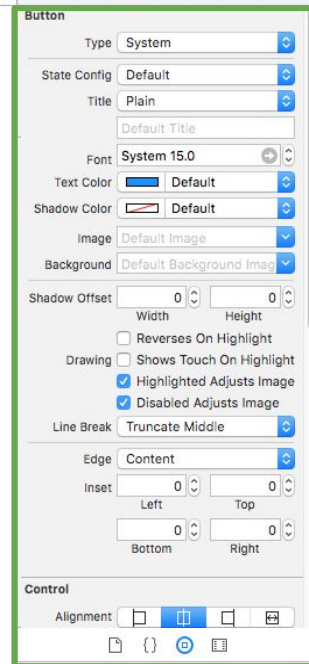 Button
Type System
State Config Default
Title Plain
Default Title
Font System 15.0
Text Color Default
Shadow Color Default
Image Default Image
Background Default Background Imag
Shadow Offset 0 0
Width Height
Reverses On Highlight
Drawing Shows Touch On Highlight
Highlighted Adjusts Image
Disabled Adjusts Image
Line Break Truncate Middle
Edge Content
Inset 0 0
Left Top
0 0
Bottom Right
Control
Alignment
{}